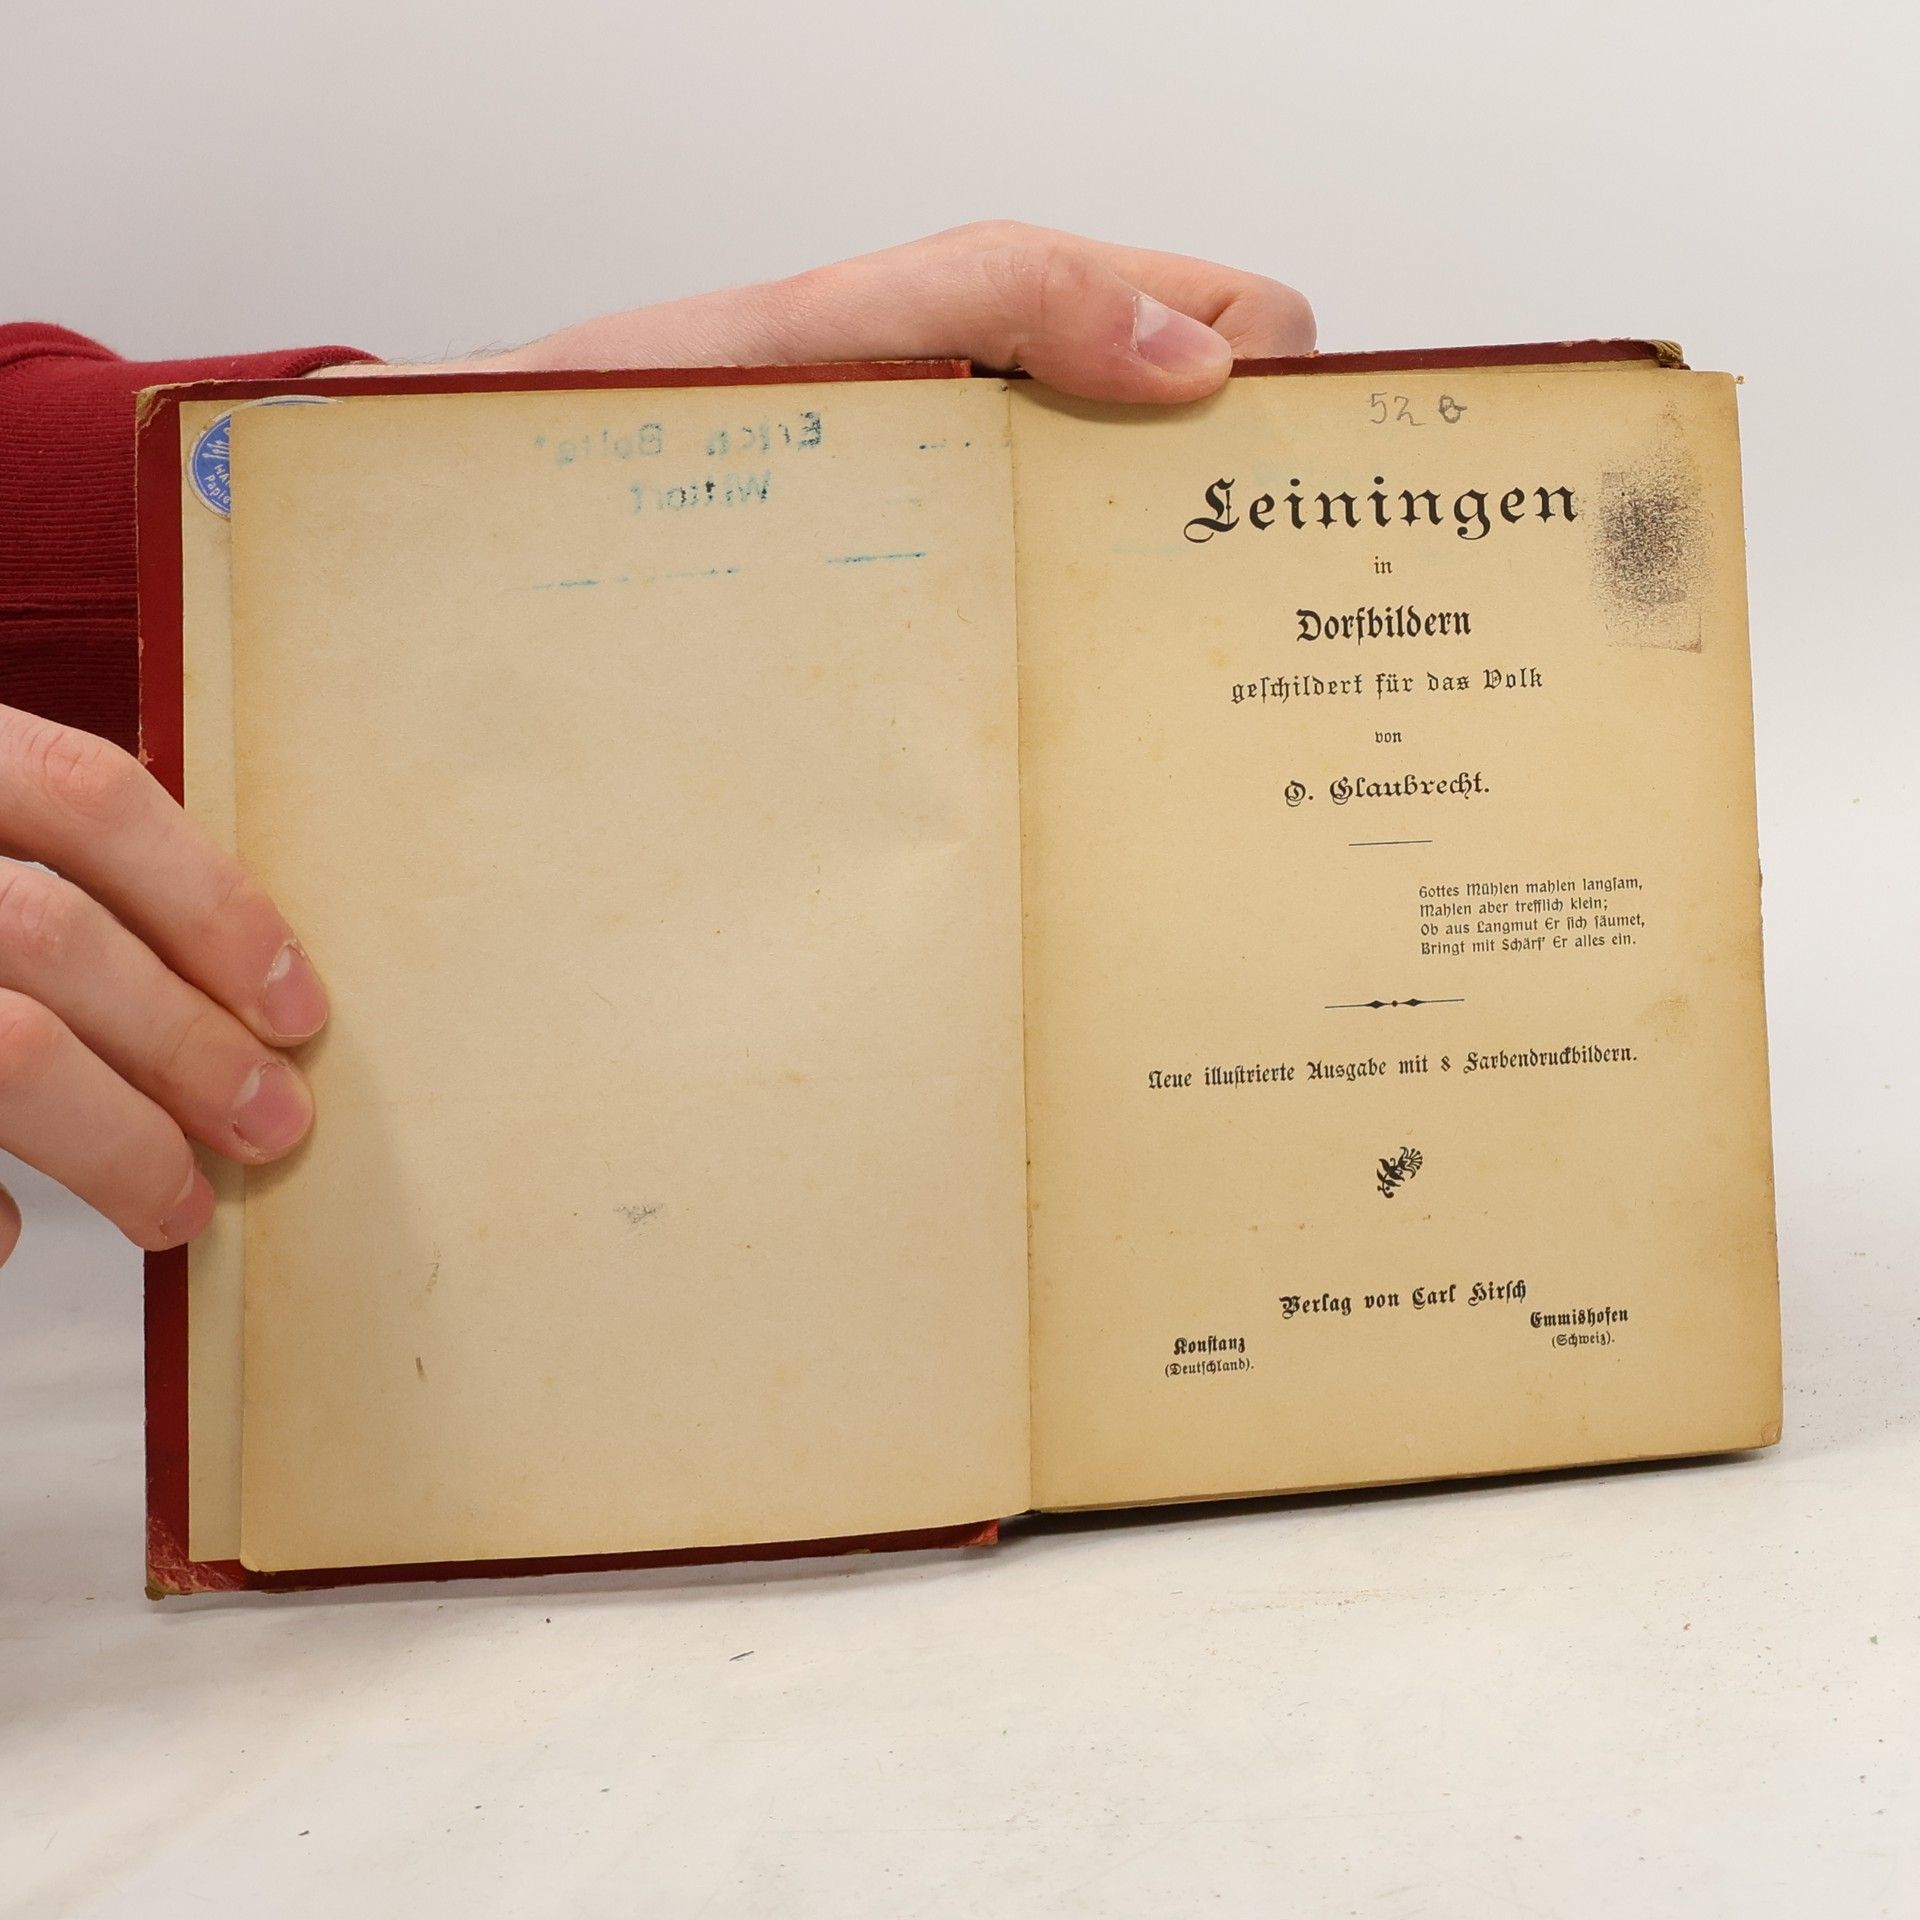 52
Leiningen
in
Dorfbildern
geſchildert für das Volk
von
O. Glaubrecht.
Gottes Mühlen mahlen langſam,
Mahlen aber trefflich klein;
Ob aus Langmut Er ſich ſäumet,
Bringt mit Schärf' Er alles ein.
Neue illuſtrierte Ausgabe mit 8 Farbendruckbildern.
Verlag von Carl Hirſch
Konſtanz
(Deutſchland).
Emmishofen
(Schweiz).